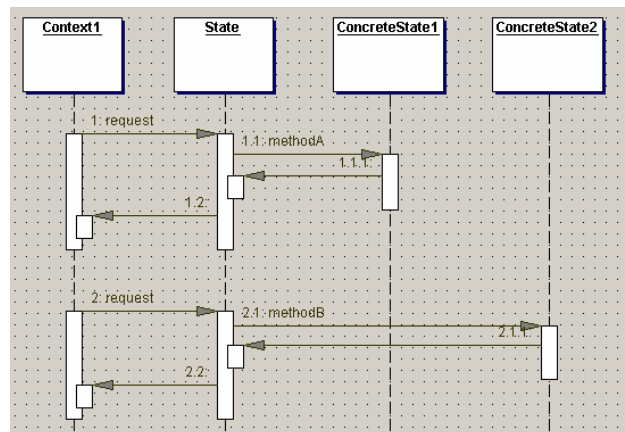 Context1
State
ConcreteState1
ConcreteState2
1: request
1.1: methodA
1.1.1:
1.2:
2: request
2.1: methodB
2.1.1:
2.2: